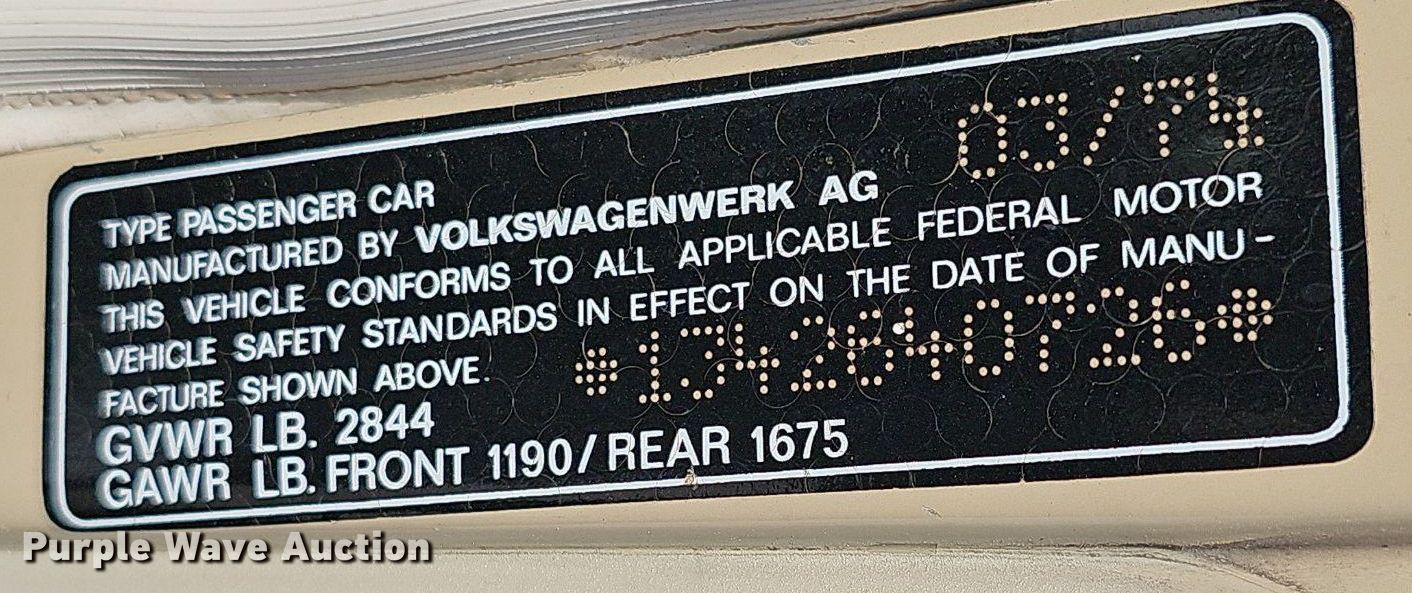 TYPE PASSENGER CAR 03/74
MANUFACTURED BY VOLKSWAGENWERK AG
THIS VEHICLE CONFORMS TO ALL APPLICABLE FEDERAL MOTOR
VEHICLE SAFETY STANDARDS IN EFFECT ON THE DATE OF MANU-
FACTURE SHOWN ABOVE. *1342640726*
GVWR LB. 2844
GAWR LB. FRONT 1190/REAR 1675
Purple Wave Auction